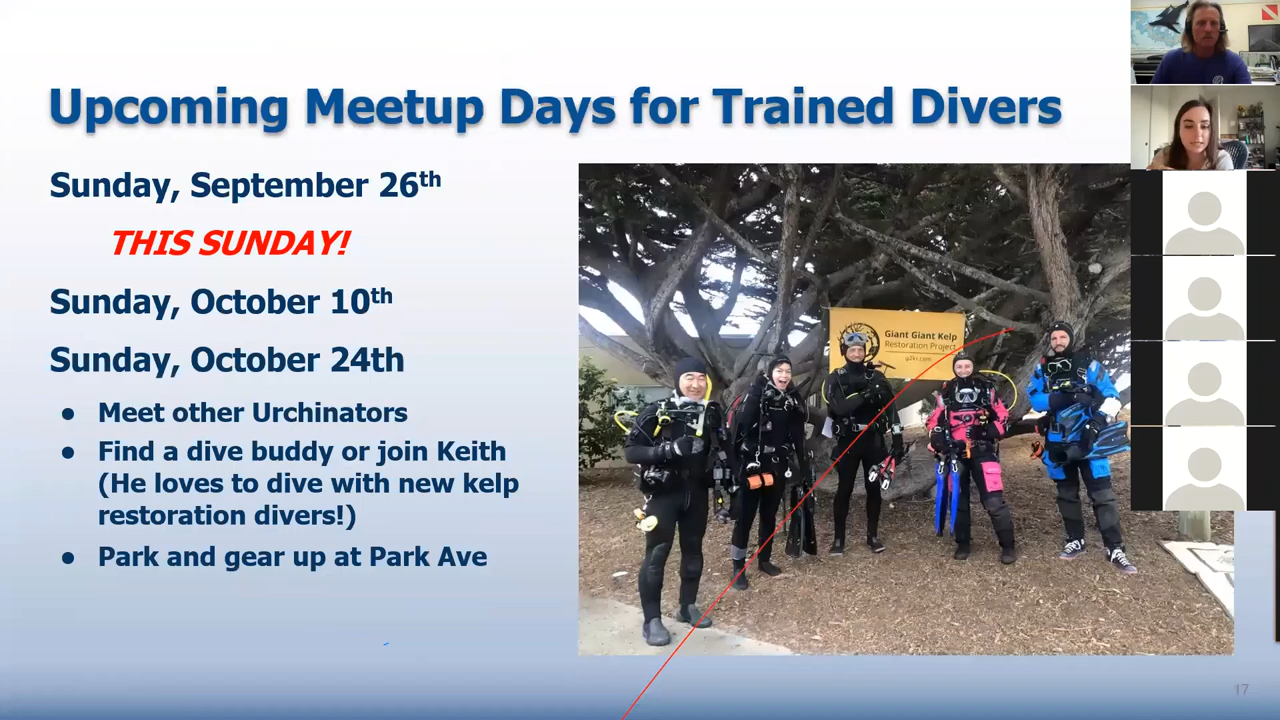 Upcoming Meetup Days for Trained Divers
Sunday, September 26th
THIS SUNDAY!
Sunday, October 10th
Sunday, October 24th
● Meet other Urchinators
● Find a dive buddy or join Keith
(He loves to dive with new kelp
restoration divers!)
● Park and gear up at Park Ave
Giant Giant Kelp
Restoration Project
g2kr.com
17